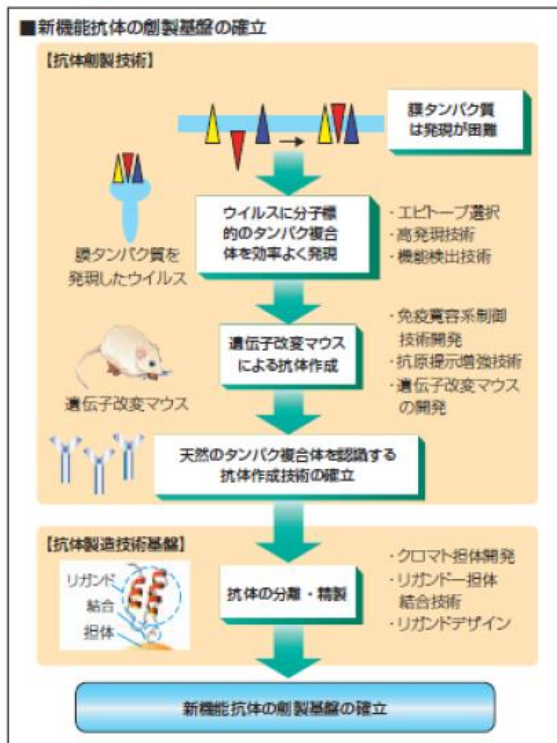 ■新機能抗体の創製基盤の確立
【抗体創製技術】
膜タンパク質
は発現が困難
ウイルスに分子標
的のタンパク複合
体を効率よく発現
・エピトープ選択
・高発現技術
・機能検出技術
膜タンパク質を
発現したウイルス
遺伝子改変マウス
による抗体作成
・免疫寛容系制御
技術開発
・抗原提示増強技術
・遺伝子改変マウス
の開発
遺伝子改変マウス
天然のタンパク複合体を認識する
抗体作成技術の確立
【抗体製造技術基盤】
リガンド
結合
担体
抗体の分離・精製
・クロマト担体開発
・リガンドー担体
結合技術
・リガンドデザイン
新機能抗体の創製基盤の確立